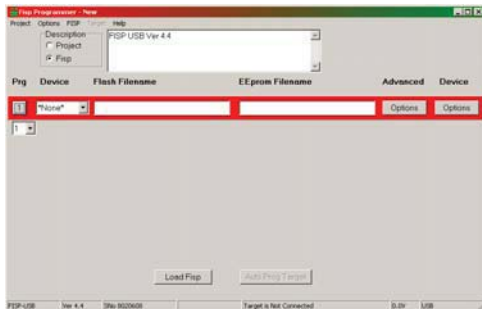 Fisp Programmer - New
Project Options FISP Target Help
Description
Project
Fisp
FISP USB Ver 4.4
Prg Device Flash Filename EEprom Filename Advanced Device
1 "None" Options Options
1
Load Fisp Auto Prog Target
FISP-USB Ver 4.4 SNo 8020608 Target is Not Connected 0.0V USB